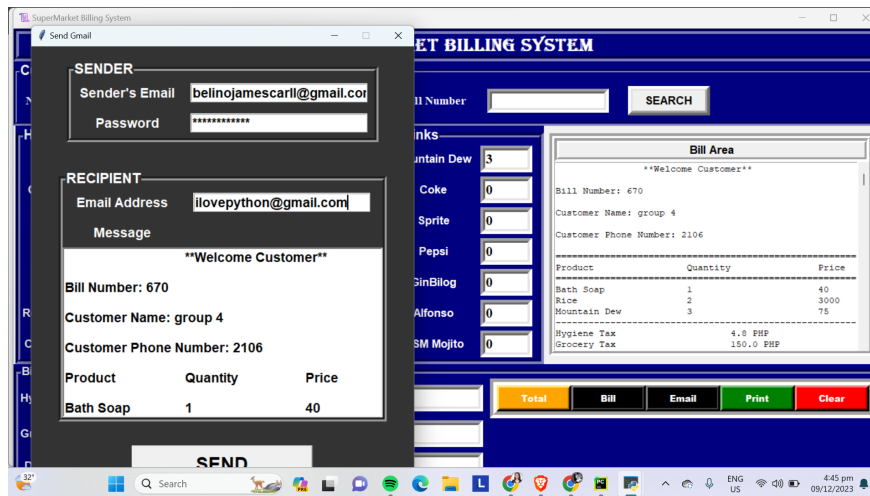 SuperMarket Billing System
Send Gmail
ET BILLING SYSTEM
SENDER
Sender's Email belinojamescarll@gmail.cor
Password ************
ill Number
SEARCH
RECIPIENT
Email Address ilovepython@gmail.com
Message
**Welcome Customer**
Bill Number: 670
Customer Name: group 4
Customer Phone Number: 2106
Product Quantity Price
Bath Soap 1 40
SEND
inks
untain Dew 3
Coke 0
Sprite 0
Pepsi 0
GinBilog 0
Alfonso 0
SM Mojito 0
Bill Area
**Welcome Customer**
Bill Number: 670
Customer Name: group 4
Customer Phone Number: 2106
Product Quantity Price
Bath Soap 1 40
Rice 2 3000
Mountain Dew 3 75
Hygiene Tax 4.8 PHP
Grocery Tax 150.0 PHP
Total Bill Email Print Clear
32°
Search
ENG
US
4:45 pm
09/12/2023